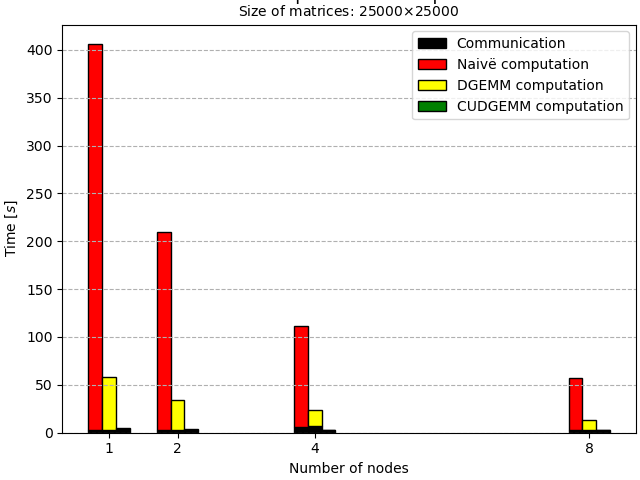 Size of matrices: 25000×25000
Communication
Naivë computation
DGEMM computation
CUDGEMM computation
400
350
300
250
200
150
100
50
0
Time [s]
1
2
4
8
Number of nodes